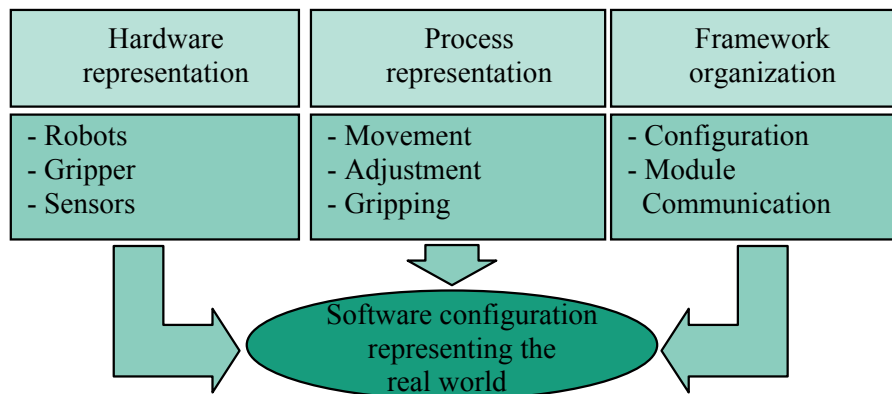 Hardware
representation
- Robots
- Gripper
- Sensors
Process
representation
- Movement
- Adjustment
- Gripping
Framework
organization
- Configuration
- Module
Communication
Software configuration
representing the
real world